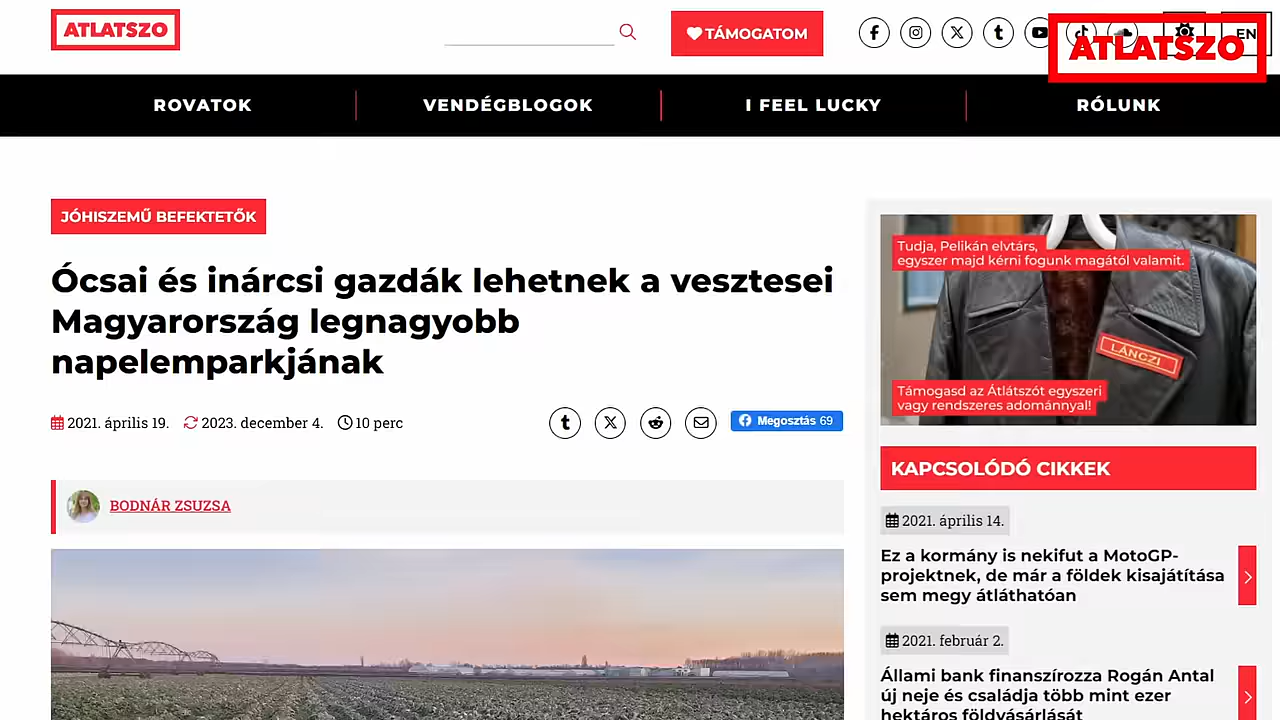 ATLATSZO
TÁMOGATOM
EN
ATLATSZO
ROVATOK
VENDÉGBLOGOK
I FEEL LUCKY
RÓLUNK
JÓHISZEMŰ BEFEKTETŐK
Ócsai és inárcsi gazdák lehetnek a vesztesei
Magyarország legnagyobb
napelemparkjának
2021. április 19.
2023. december 4.
10 perc
Megosztás 69
BODNÁR ZSUZSA
Tudja, Pelikán elvtárs,
egyszer majd kérni fogunk magától valamit.
LÁNCZI
Támogasd az Átlátszót egyszeri
vagy rendszeres adománnyal!
KAPCSOLÓDÓ CIKKEK
2021. április 14.
Ez a kormány is nekifut a MotoGP-
projektnek, de már a földek kisajátítása
sem megy átláthatóan
2021. február 2.
Állami bank finanszírozza Rogán Antal
új neje és családja több mint ezer
hektáros földvásárlását